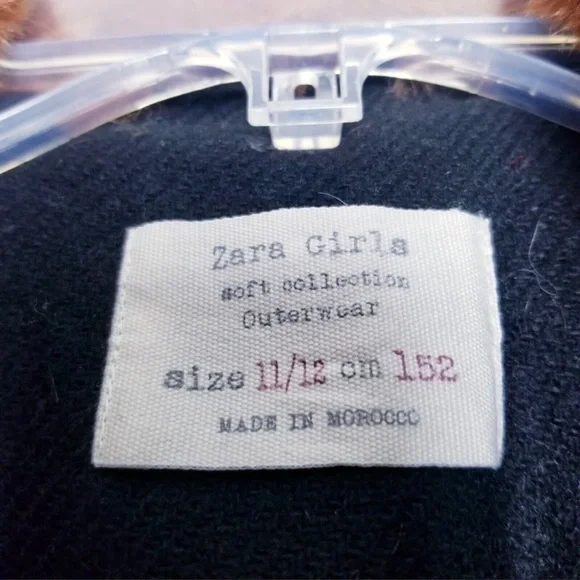 Zara Girls
soft collection
Outerwear
size 11/12 cm 152
MADE IN MOROCCO